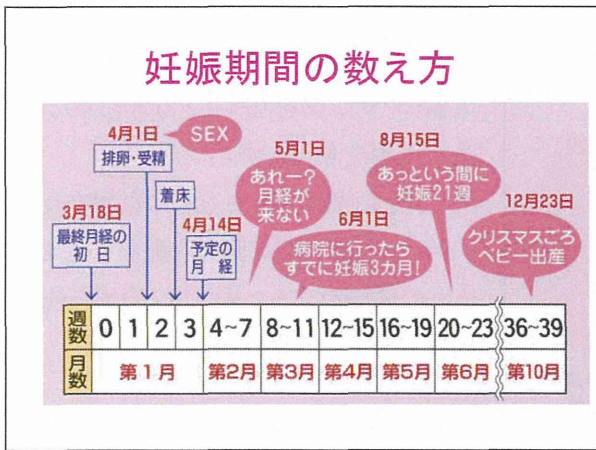 妊娠期間の数え方
4月1日
SEX
排卵・受精
着床
3月18日
最終月経の
初日
4月14日
予定の
月経
5月1日
あれー?
月経が
来ない
6月1日
病院に行ったら
すでに妊娠3カ月!
8月15日
あっという間に
妊娠21週
12月23日
クリスマスごろ
ベビー出産
週数 0 1 2 3 4~7 8~11 12~15 16~19 20~23 36~39
月数 第1月 第2月 第3月 第4月 第5月 第6月 第10月